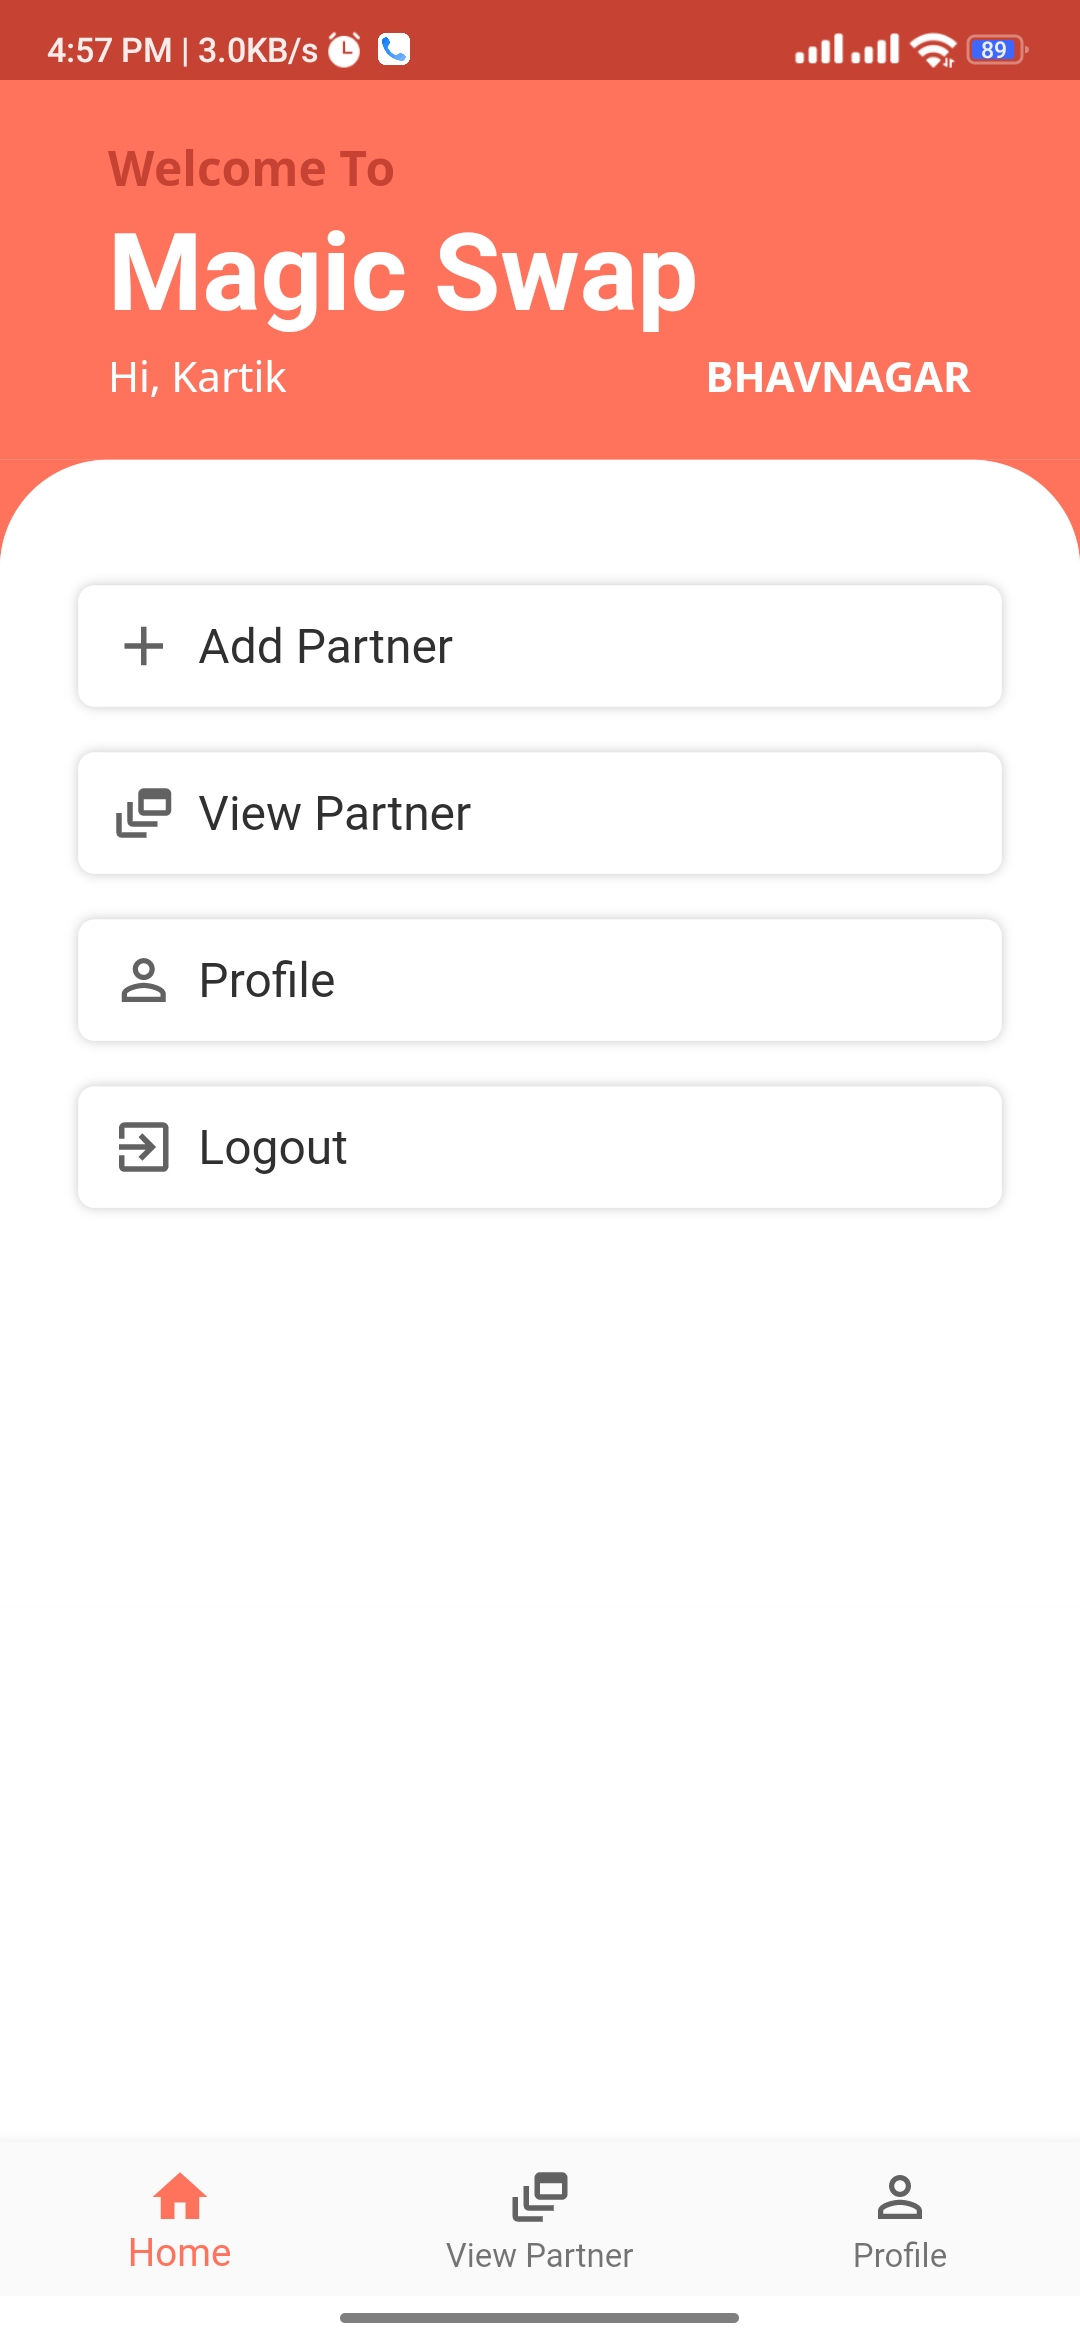 4:57 PM | 3.0KB/s
89
Welcome To
Magic Swap
Hi, Kartik
BHAVNAGAR
Add Partner
View Partner
Profile
Logout
Home
View Partner
Profile